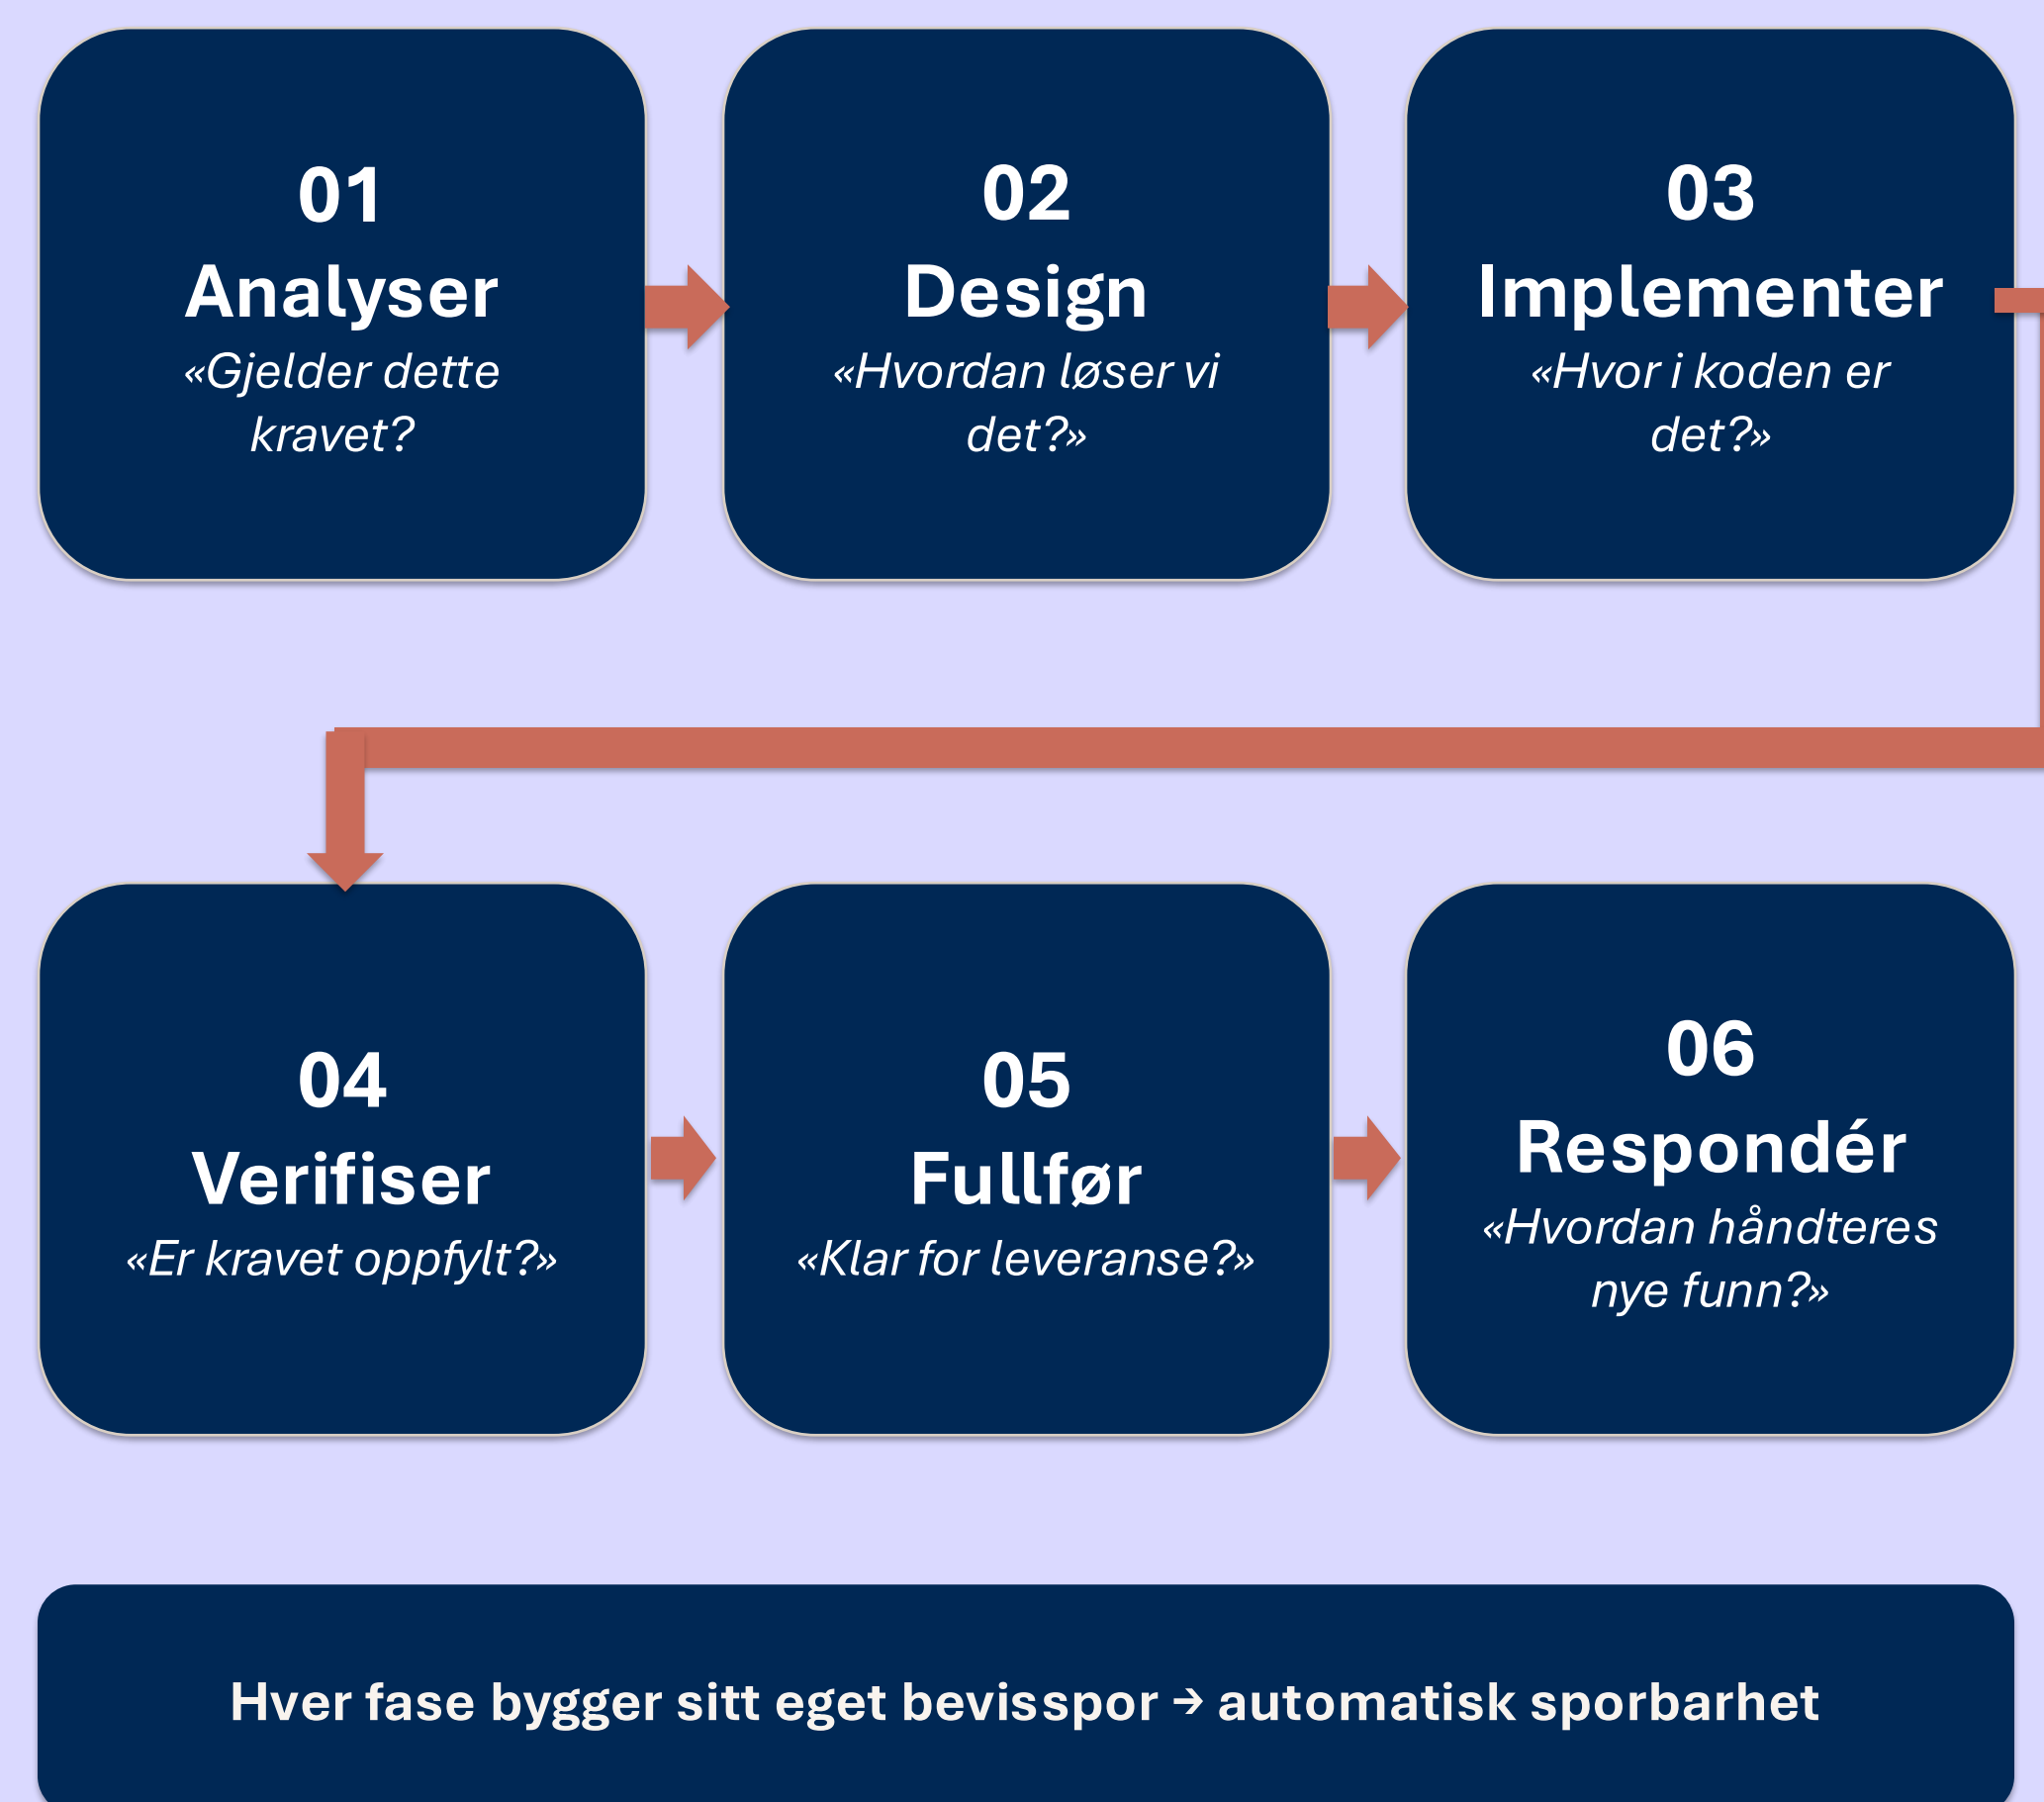 01
Analyser
«Gjelder dette
kravet?
02
Design
«Hvordan løser vi
det?»
03
Implementer
«Hvor i koden er
det?»
04
Verifiser
«Er kravet oppfylt?»
05
Fullfør
«Klar for leveranse?»
06
Respondér
«Hvordan håndteres
nye funn?»
Hver fase bygger sitt eget bevisspor → automatisk sporbarhet